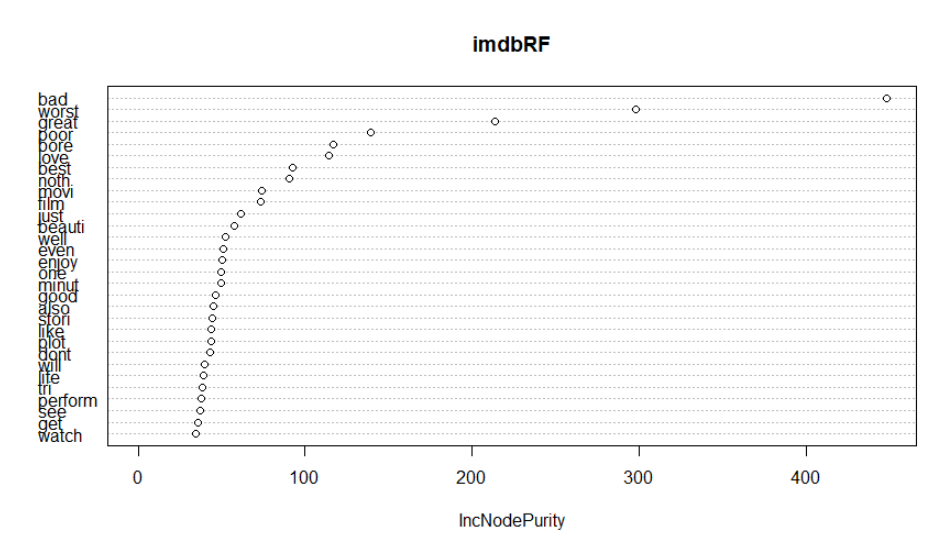 imdbRF
bad
worst
great
poor
bore
love
best
noth
movi
film
just
beauti
well
even
enjoy
one
minut
good
also
stori
like
plot
dont
will
life
tri
perform
see
get
watch
0 100 200 300 400
IncNodePurity